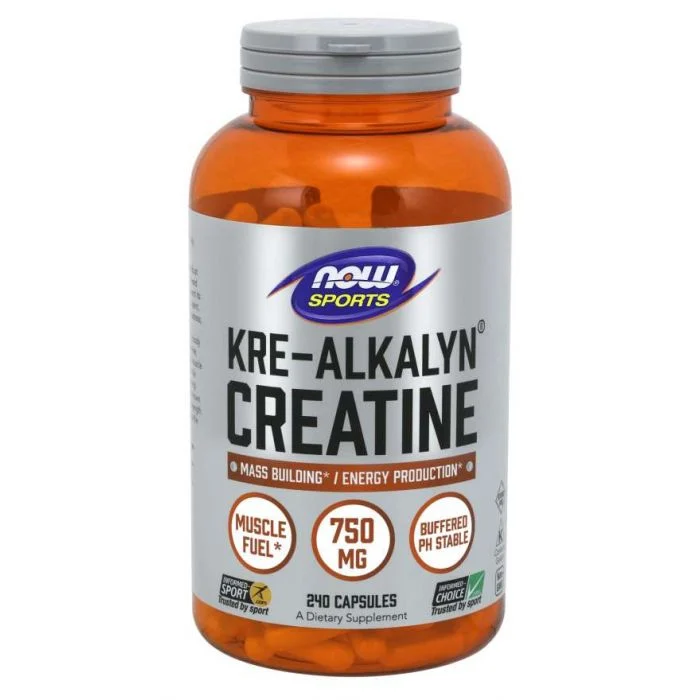 NOW
SPORTS
KRE-ALKALYN®
CREATINE
MASS BUILDING* / ENERGY PRODUCTION*
MUSCLE
FUEL*
750
MG
BUFFERED
PH STABLE
INFORMED-
SPORT
Trusted by sport
INFORMED-
CHOICE
Trusted by sport
240 CAPSULES
A Dietary Supplement